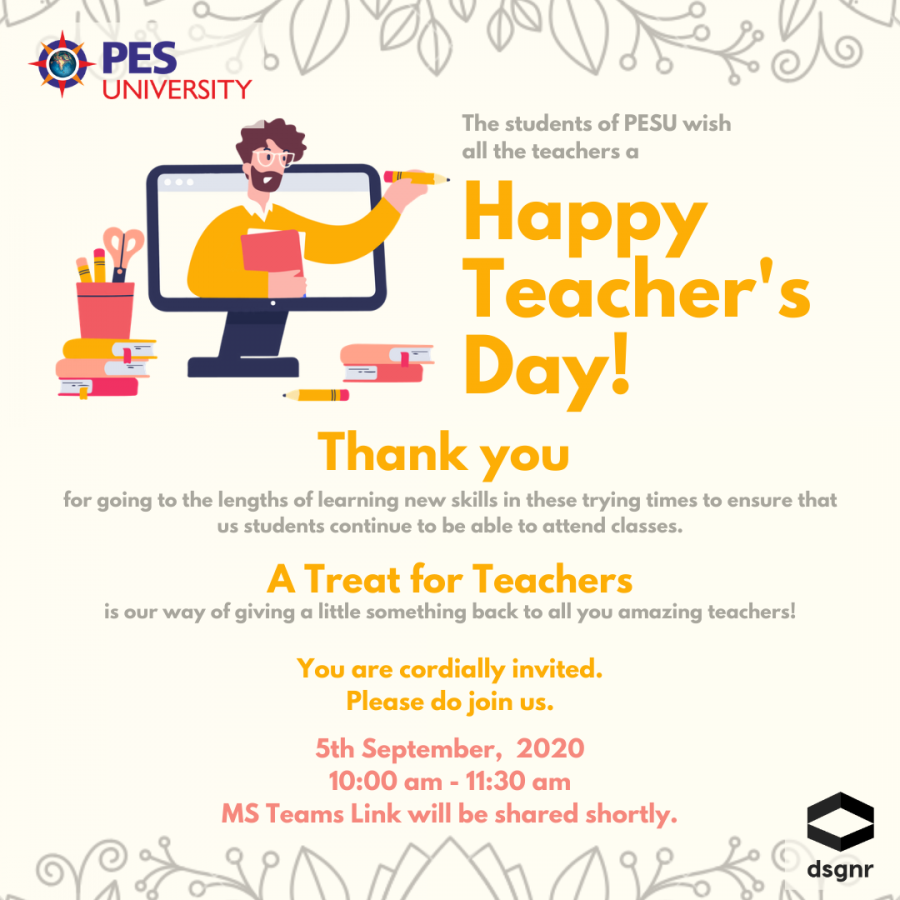 PES
UNIVERSITY
The students of PESU wish
all the teachers a
Happy
Teacher's
Day!
Thank you
for going to the lengths of learning new skills in these trying times to ensure that
us students continue to be able to attend classes.
A Treat for Teachers
is our way of giving a little something back to all you amazing teachers!
You are cordially invited.
Please do join us.
5th September, 2020
10:00 am - 11:30 am
MS Teams Link will be shared shortly.
dsgnr